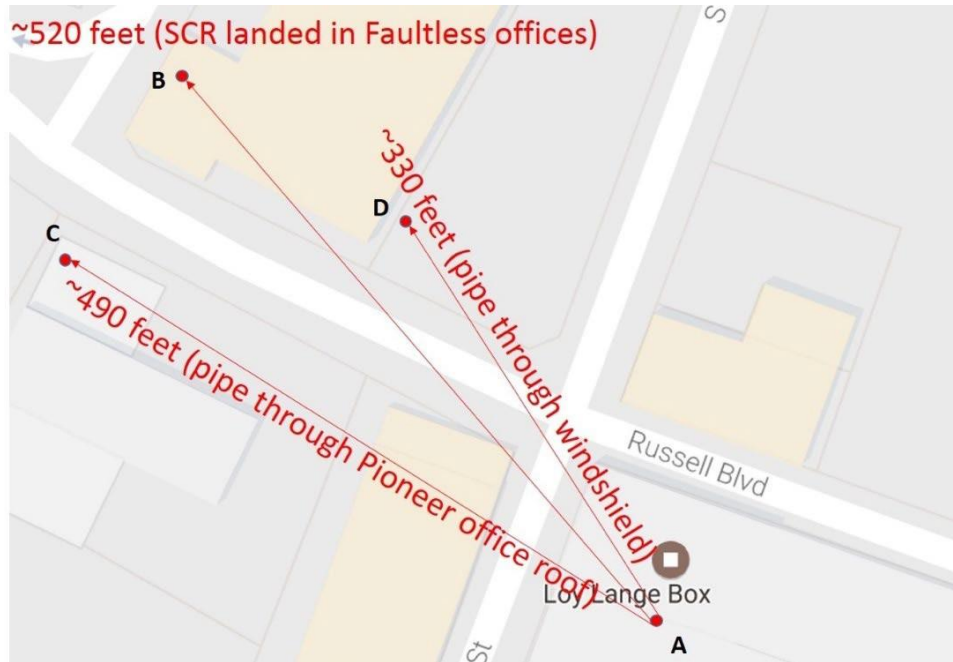 ~520 feet (SCR landed in Faultless offices)
S
B
~330 feet (pipe through windshield)
D
C
~490 feet (pipe through Pioneer office roof)
Russell Blvd
Loy Lange Box
A
St